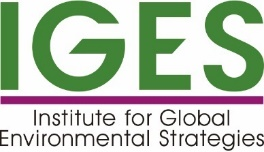 IGES
Institute for Global
Environmental Strategies